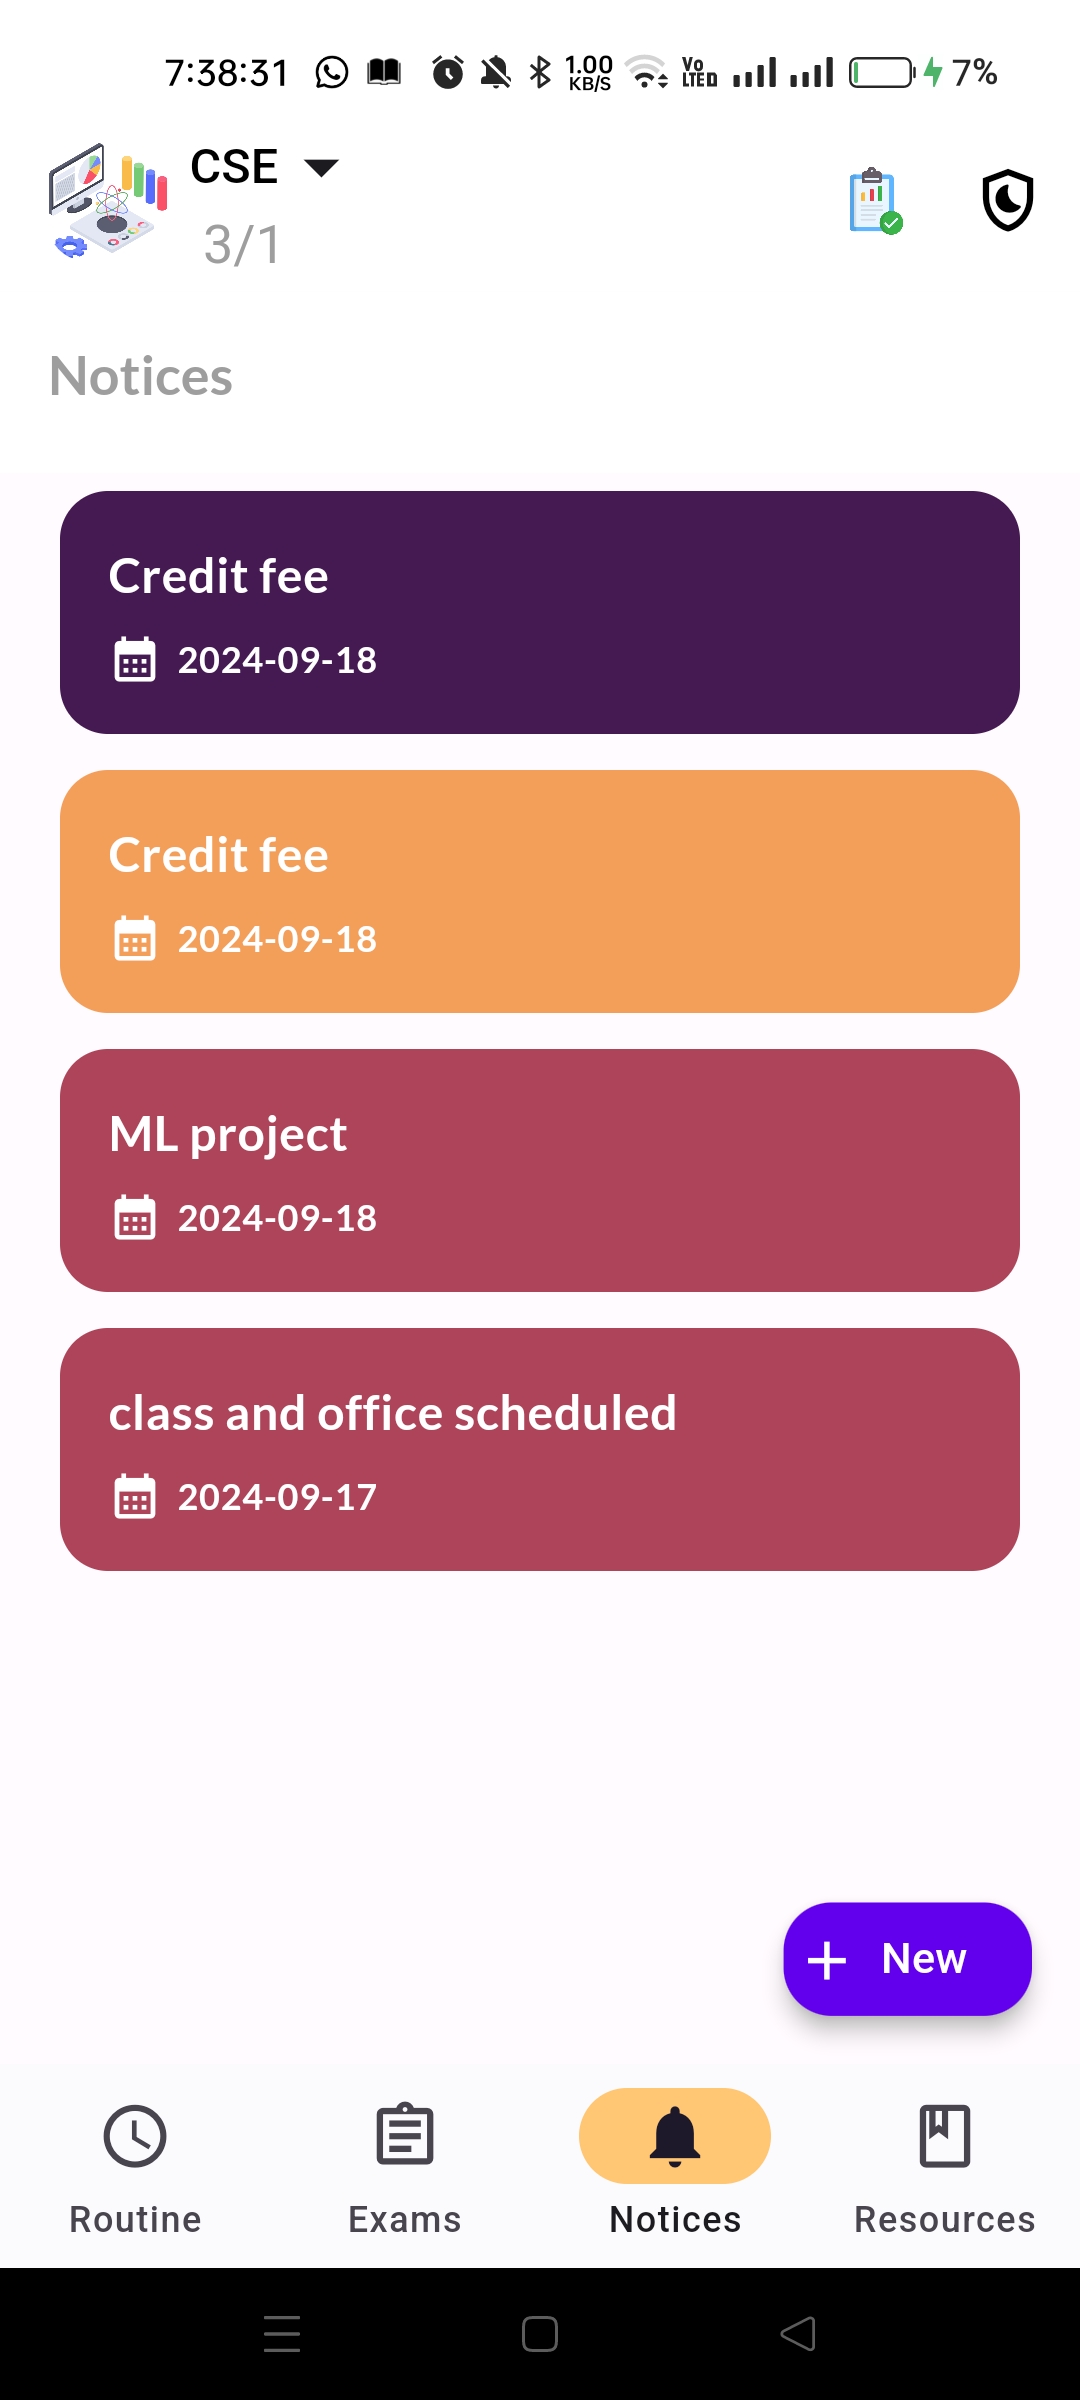 7:38:31 1.00 KB/S Vo LTED 7%
CSE
3/1
Notices
Credit fee
2024-09-18
Credit fee
2024-09-18
ML project
2024-09-18
class and office scheduled
2024-09-17
New
Routine Exams Notices Resources